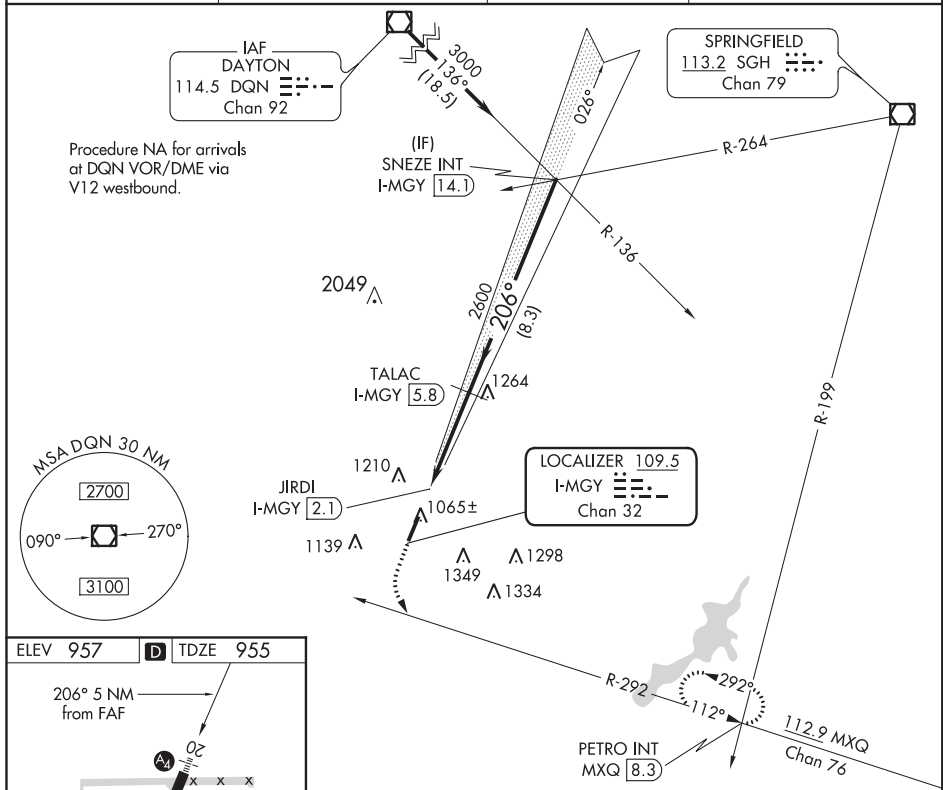 IAF
DAYTON
114.5 DQN
Chan 92
3000
136°
(18.5)
026°
SPRINGFIELD
113.2 SGH
Chan 79
Procedure NA for arrivals
at DQN VOR/DME via
V12 westbound.
(IF)
SNEZE INT
I-MGY 14.1
R-264
R-136
2049
2600
206°
(8.3)
TALAC
I-MGY 5.8
1264
R-199
MSA DQN 30 NM
2700
090°
270°
3100
1210
JIRDI
I-MGY 2.1
1065±
LOCALIZER 109.5
I-MGY
Chan 32
1139
1349
1298
1334
ELEV 957 D TDZE 955
206° 5 NM
from FAF
20
A4
X X X
R-292
292°
112°
PETRO INT
MXQ 8.3
112.9 MXQ
Chan 76